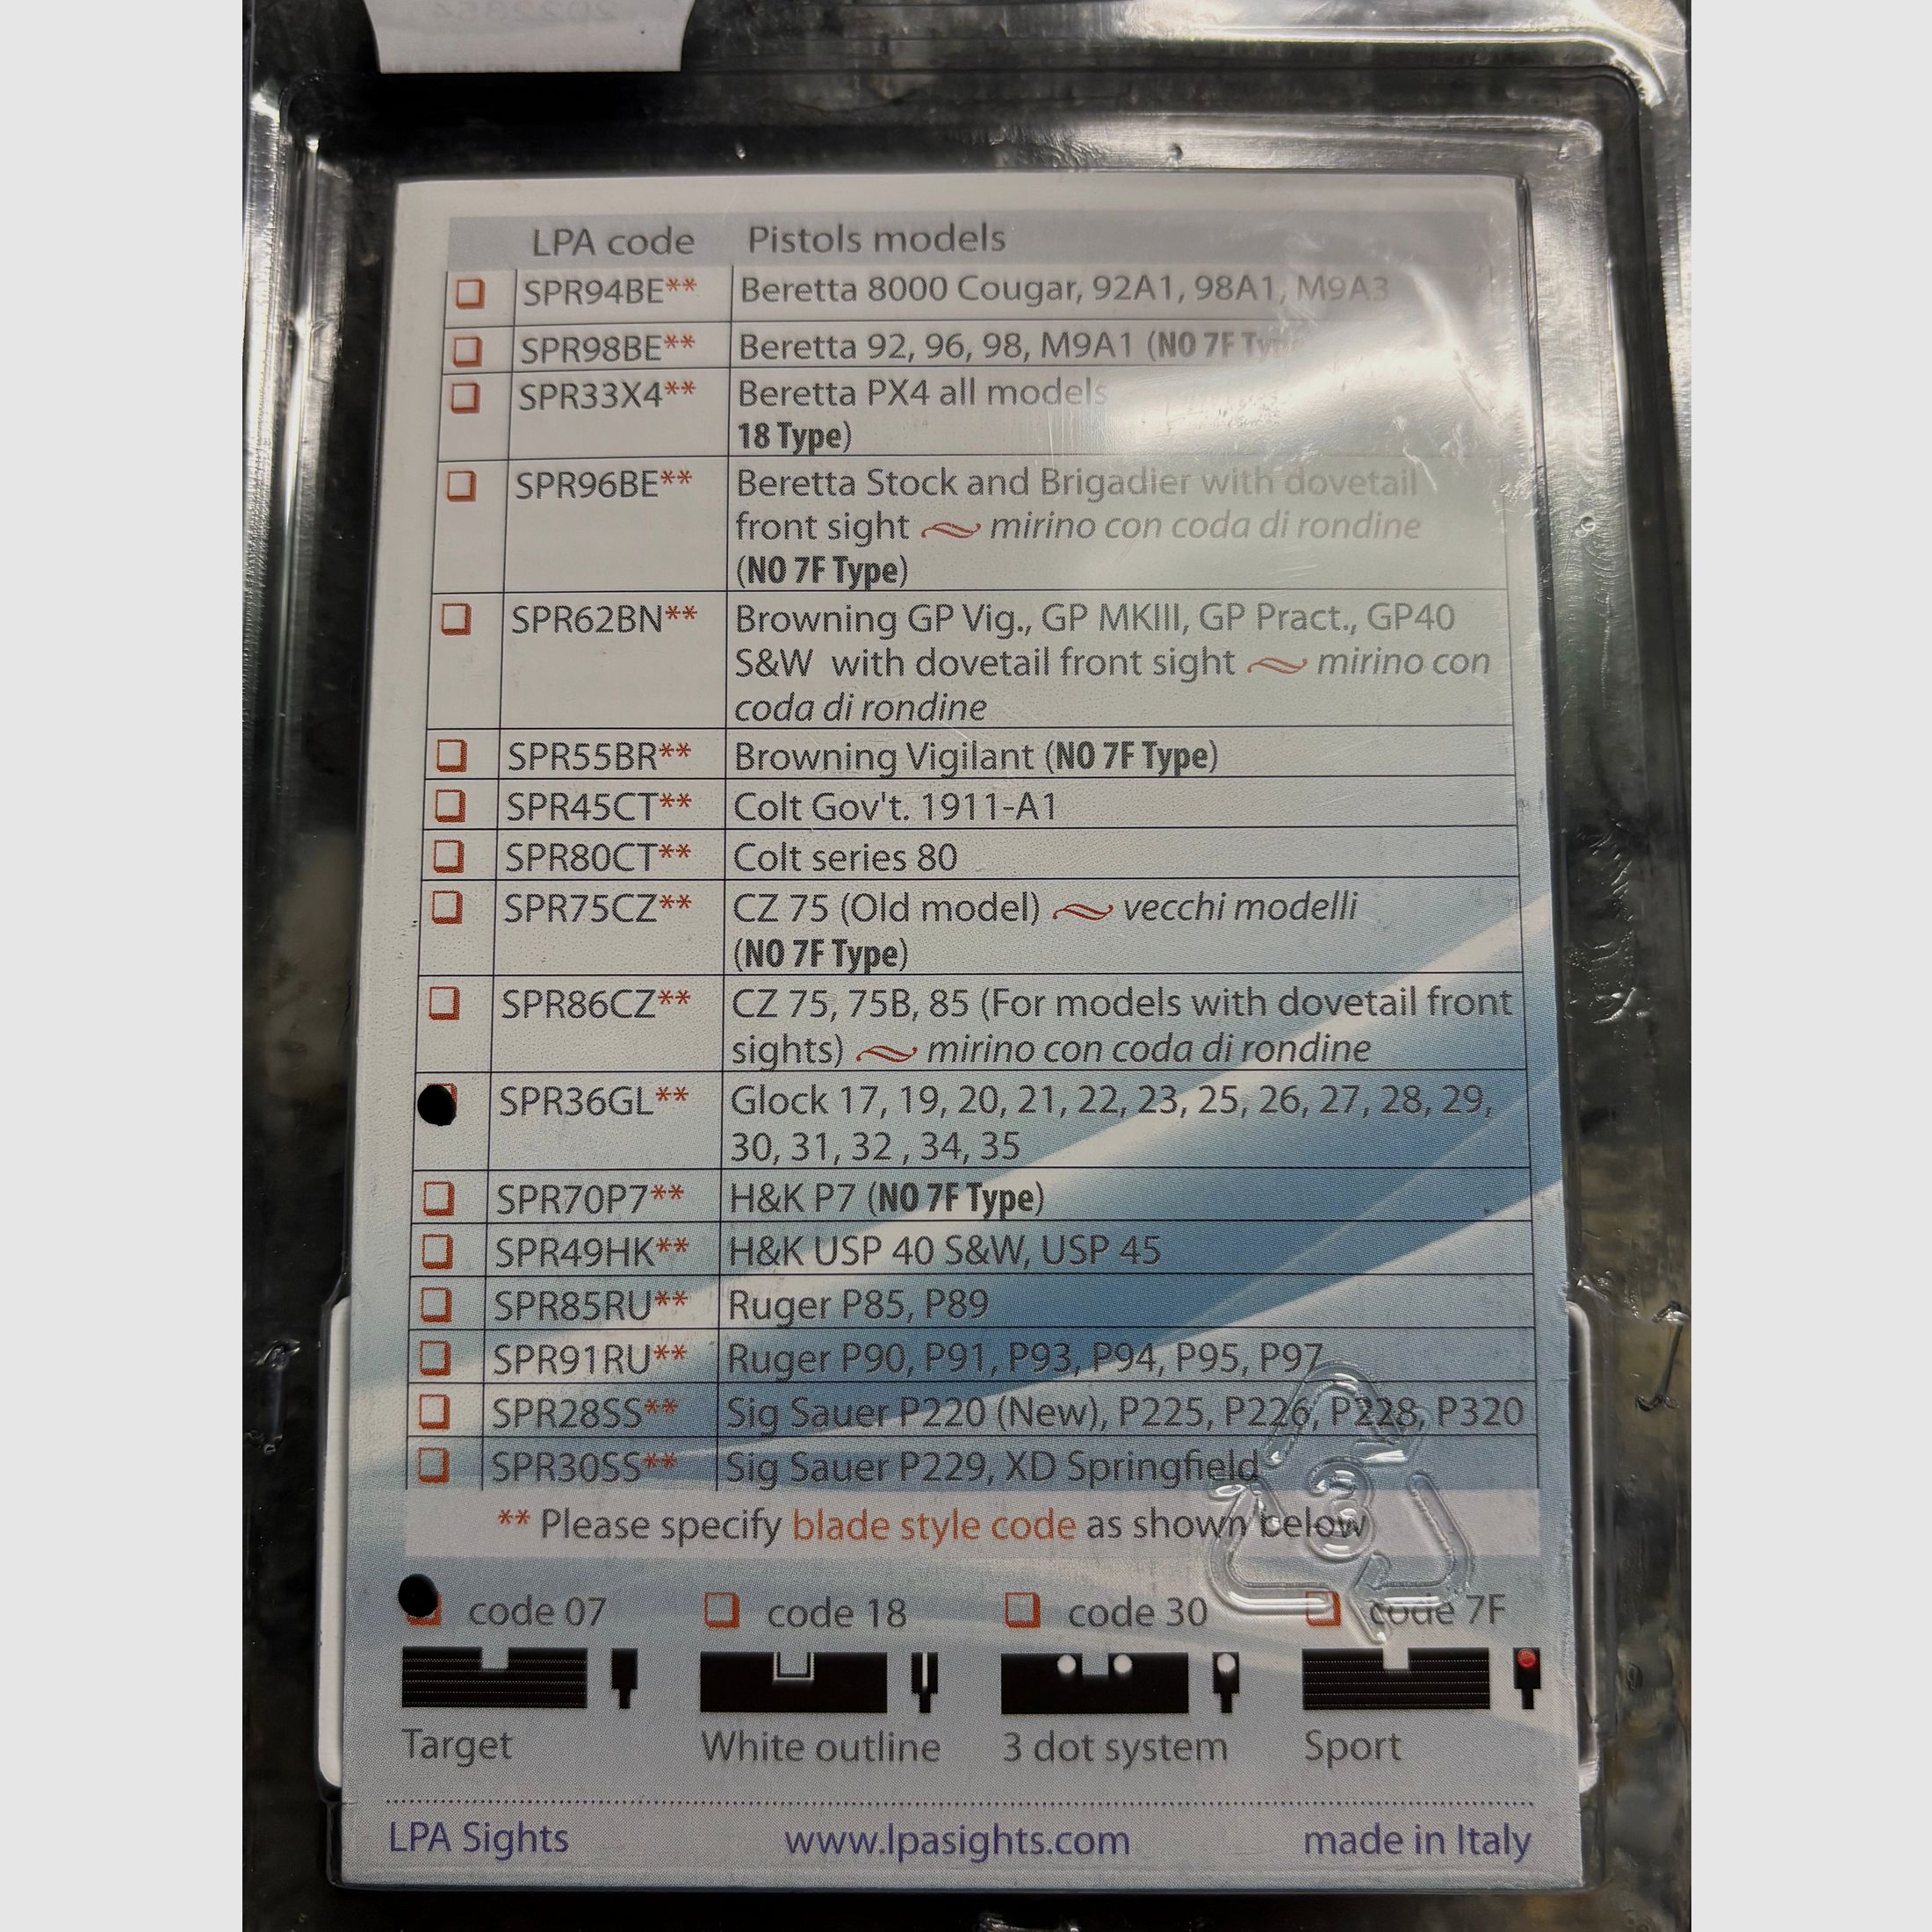 LPA code Pistols models
SPR94BE** Beretta 8000 Cougar, 92A1, 98A1, M9A3
SPR98BE** Beretta 92, 96, 98, M9A1 (NO 7F Type
SPR33X4** Beretta PX4 all models
18 Type)
SPR96BE** Beretta Stock and Brigadier with dovetail
front sight ~ mirino con coda di rondine
(NO 7F Type)
SPR62BN** Browning GP Vig., GP MKIII, GP Pract., GP40
S&W with dovetail front sight ~ mirino con
coda di rondine
SPR55BR** Browning Vigilant (NO 7F Type)
SPR45CT** Colt Gov't. 1911-A1
SPR80CT** Colt series 80
SPR75CZ** CZ 75 (Old model) ~ vecchi modelli
(NO 7F Type)
SPR86CZ** CZ 75, 75B, 85 (For models with dovetail front
sights) ~ mirino con coda di rondine
SPR36GL** Glock 17, 19, 20, 21, 22, 23, 25, 26, 27, 28, 29,
30, 31, 32 , 34, 35
SPR70P7** H&K P7 (NO 7F Type)
SPR49HK** H&K USP 40 S&W, USP 45
SPR85RU** Ruger P85, P89
SPR91RU** Ruger P90, P91, P93, P94, P95, P97
SPR28SS** Sig Sauer P220 (New), P225, P226, P228, P320
SPR30SS** Sig Sauer P229, XD Springfield
** Please specify blade style code as shown below
code 07 code 18 code 30 code 7F
Target White outline 3 dot system Sport
LPA Sights www.lpasights.com made in Italy